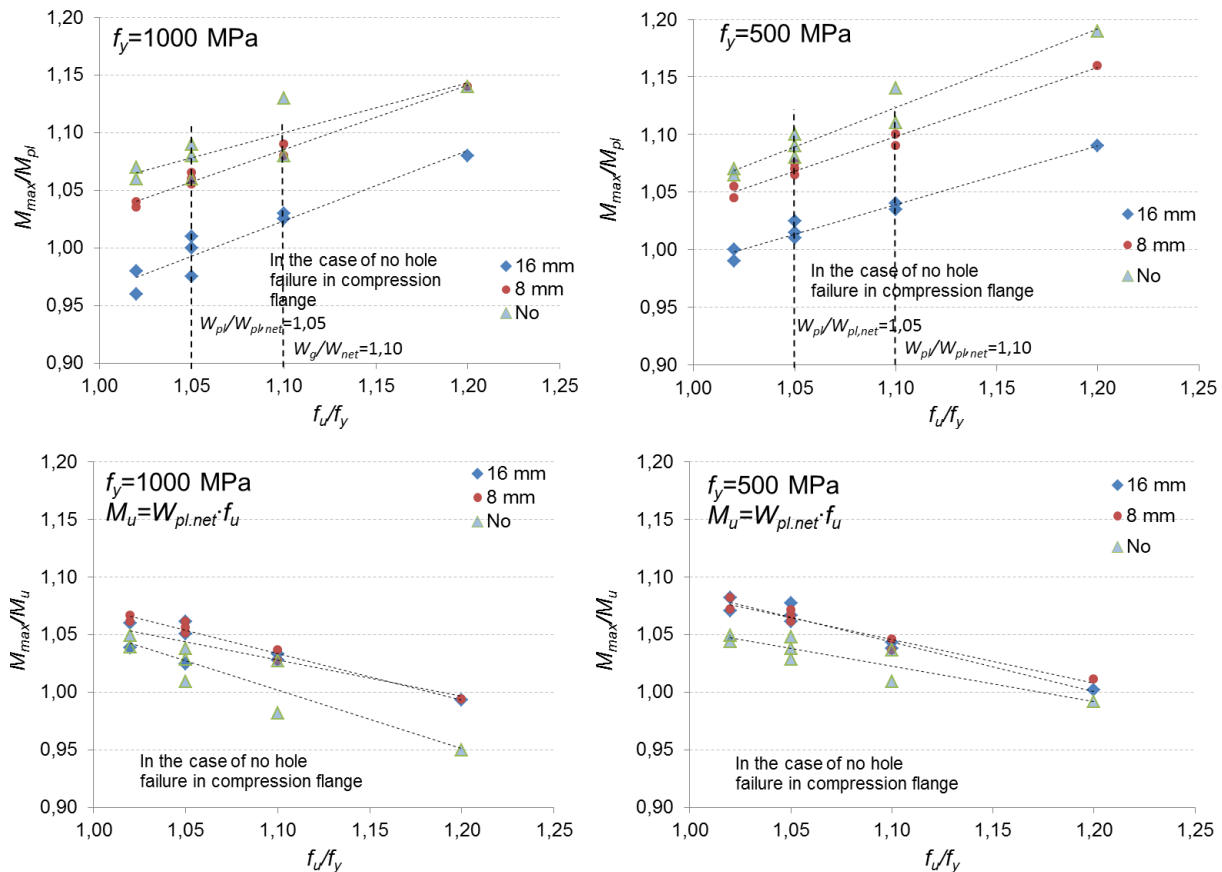 f_y=1000 MPa
1,20
1,15
1,10
1,05
1,00
0,95
0,90
M_max/M_pl
In the case of no hole
failure in compression
flange
16 mm
8 mm
No
W_pl/W_pl,net=1,05
W_g/W_net=1,10
1,00 1,05 1,10 1,15 1,20 1,25
f_u/f_y
f_y=500 MPa
1,20
1,15
1,10
1,05
1,00
0,95
0,90
M_max/M_pl
16 mm
8 mm
No
In the case of no hole
failure in compression flange
W_pl/W_pl,net=1,05
W_pl/W_pl,net=1,10
1,00 1,05 1,10 1,15 1,20 1,25
f_u/f_y
f_y=1000 MPa
M_u=W_pl.net·f_u
16 mm
8 mm
No
1,20
1,15
1,10
1,05
1,00
0,95
0,90
M_max/M_u
In the case of no hole
failure in compression flange
1,00 1,05 1,10 1,15 1,20 1,25
f_u/f_y
f_y=500 MPa
M_u=W_pl.net·f_u
16 mm
8 mm
No
1,20
1,15
1,10
1,05
1,00
0,95
0,90
M_max/M_u
In the case of no hole
failure in compression flange
1,00 1,05 1,10 1,15 1,20 1,25
f_u/f_y